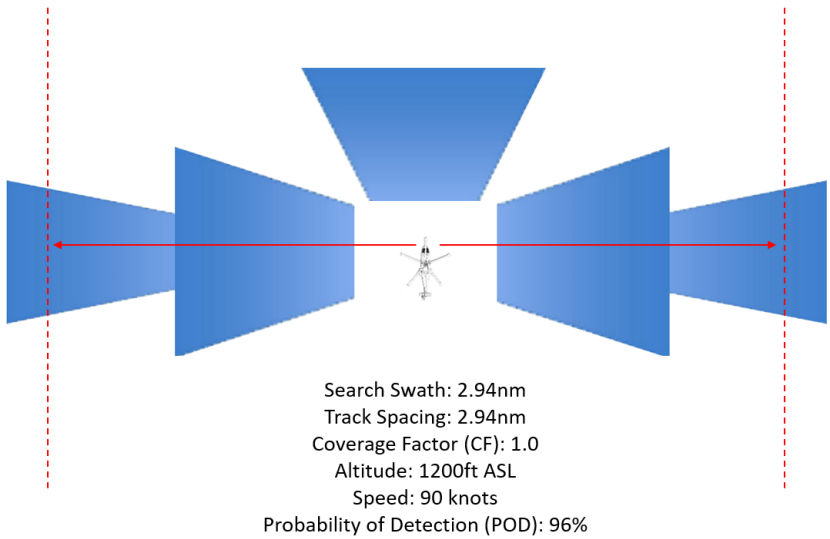 Search Swath: 2.94nm
Track Spacing: 2.94nm
Coverage Factor (CF): 1.0
Altitude: 1200ft ASL
Speed: 90 knots
Probability of Detection (POD): 96%